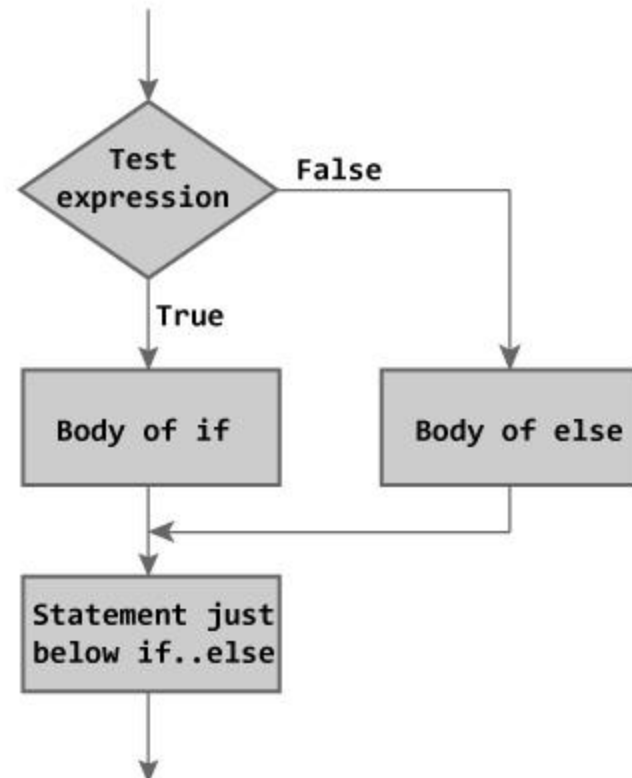 Test
expression
False
True
Body of if
Body of else
Statement just
below if..else